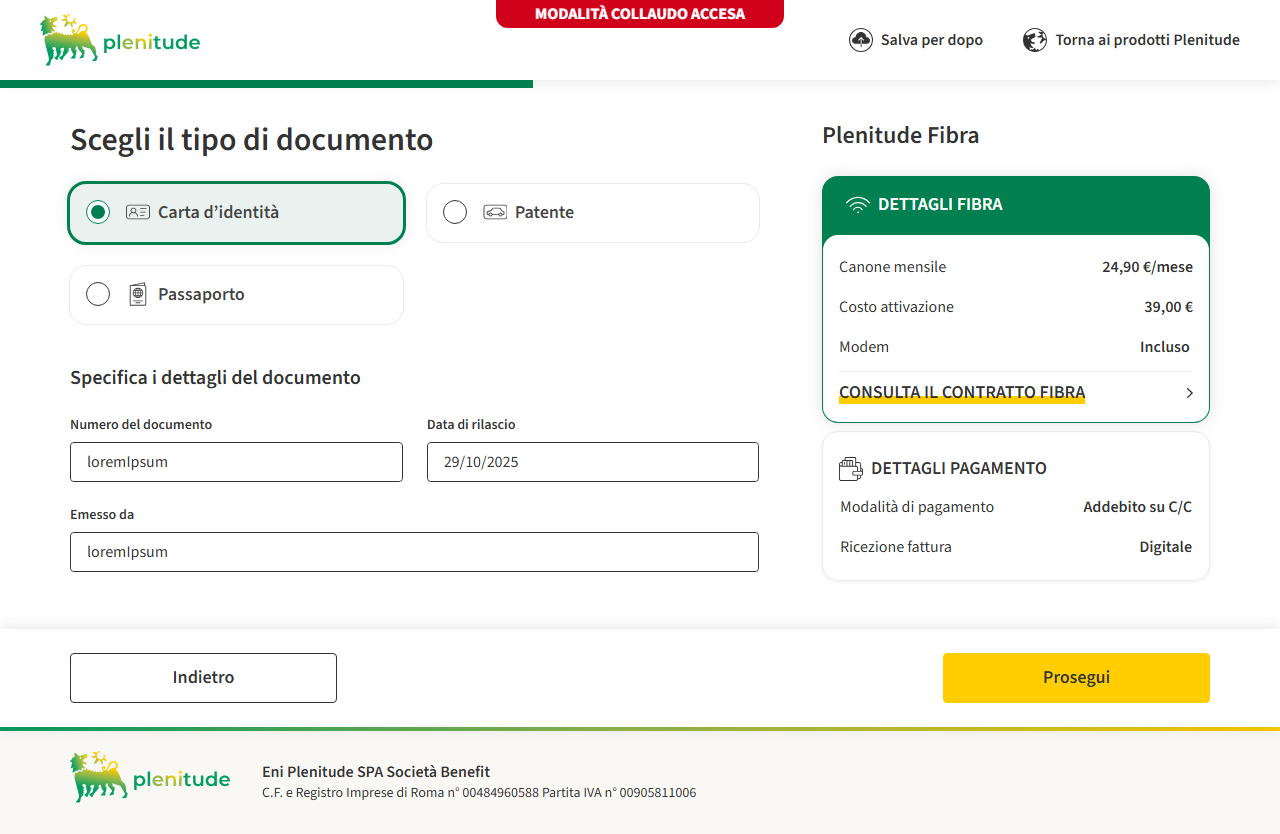 plenitude
MODALITÀ COLLAUDO ACCESA
Salva per dopo
Torna ai prodotti Plenitude
Scegli il tipo di documento
Carta d’identità
Patente
Passaporto
Specifica i dettagli del documento
Numero del documento
Data di rilascio
loremIpsum
29/10/2025
Emesso da
loremIpsum
Plenitude Fibra
DETTAGLI FIBRA
Canone mensile 24,90 €/mese
Costo attivazione 39,00 €
Modem Incluso
CONSULTA IL CONTRATTO FIBRA
DETTAGLI PAGAMENTO
Modalità di pagamento Addebito su C/C
Ricezione fattura Digitale
Indietro
Prosegui
plenitude
Eni Plenitude SPA Società Benefit
C.F. e Registro Imprese di Roma n° 00484960588 Partita IVA n° 00905811006